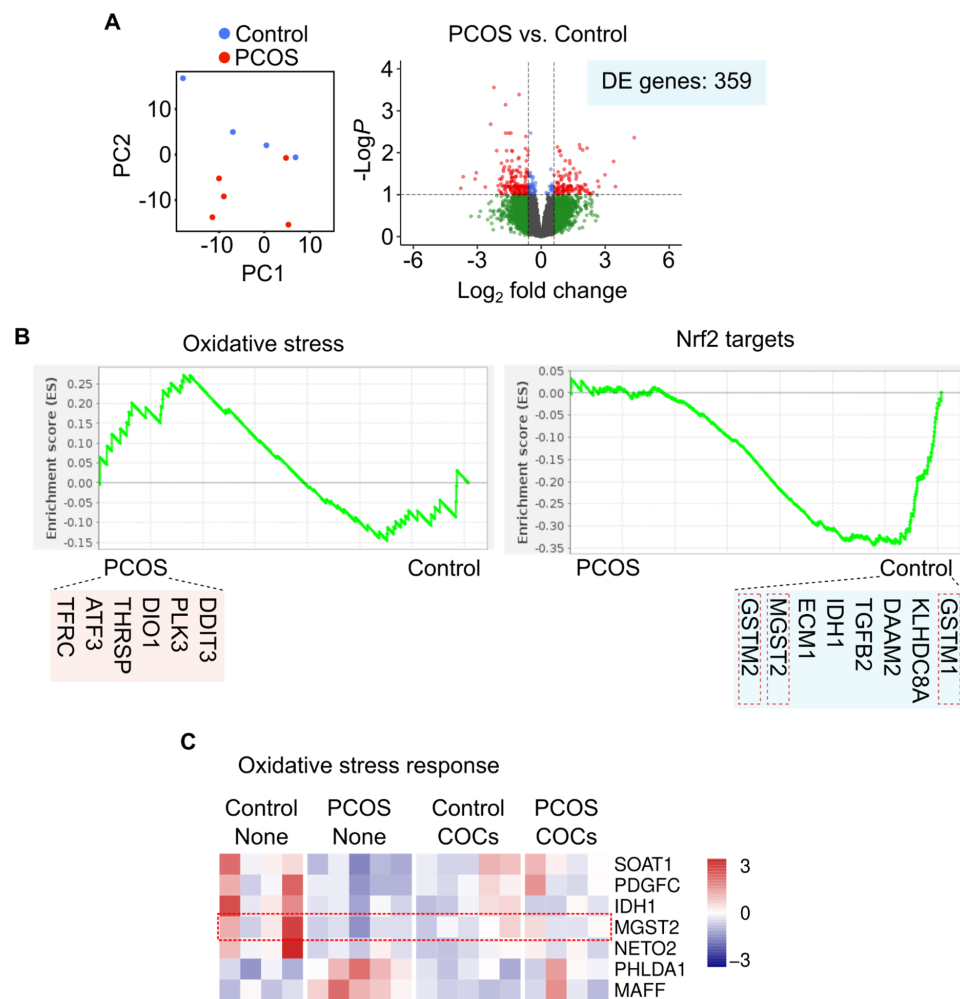 A
Control
PCOS
PC2
10
0
-10
-10
0
10
PC1
PCOS vs. Control
DE genes: 359
-LogP
4
3
2
1
0
-6
-3
0
3
6
Log2 fold change
B
Oxidative stress
Enrichment score (ES)
0.25
0.20
0.15
0.10
0.05
0.00
-0.05
-0.10
-0.15
PCOS
Control
TFRC
ATF3
THRSP
DIO1
PLK3
DDIT3
Nrf2 targets
Enrichment score (ES)
0.05
0.00
-0.05
-0.10
-0.15
-0.20
-0.25
-0.30
-0.35
PCOS
Control
GSTM2
MGST2
ECM1
IDH1
TGFB2
DAAM2
KLHDC8A
GSTM1
C
Oxidative stress response
Control
None
PCOS
None
Control
COCs
PCOS
COCs
SOAT1
PDGFC
IDH1
MGST2
NETO2
PHLDA1
MAFF
3
0
−3